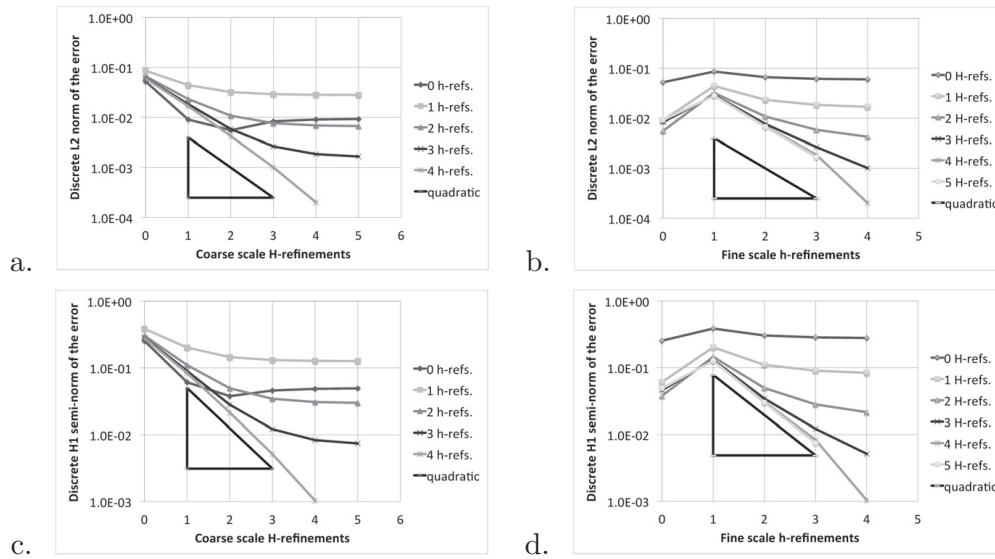 a.
Discrete L2 norm of the error
1.0E+00
1.0E-01
1.0E-02
1.0E-03
1.0E-04
0 1 2 3 4 5 6
Coarse scale H-refinements
0 h-refs.
1 h-refs.
2 h-refs.
3 h-refs.
4 h-refs.
quadratic
b.
Discrete L2 norm of the error
1.0E+00
1.0E-01
1.0E-02
1.0E-03
1.0E-04
0 1 2 3 4 5
Fine scale h-refinements
0 H-refs.
1 H-refs.
2 H-refs.
3 H-refs.
4 H-refs.
5 H-refs.
quadratic
c.
Discrete H1 semi-norm of the error
1.0E+00
1.0E-01
1.0E-02
1.0E-03
0 1 2 3 4 5 6
Coarse scale H-refinements
0 h-refs.
1 h-refs.
2 h-refs.
3 h-refs.
4 h-refs.
quadratic
d.
Discrete H1 semi-norm of the error
1.0E+00
1.0E-01
1.0E-02
1.0E-03
0 1 2 3 4 5
Fine scale h-refinements
0 H-refs.
1 H-refs.
2 H-refs.
3 H-refs.
4 H-refs.
5 H-refs.
quadratic